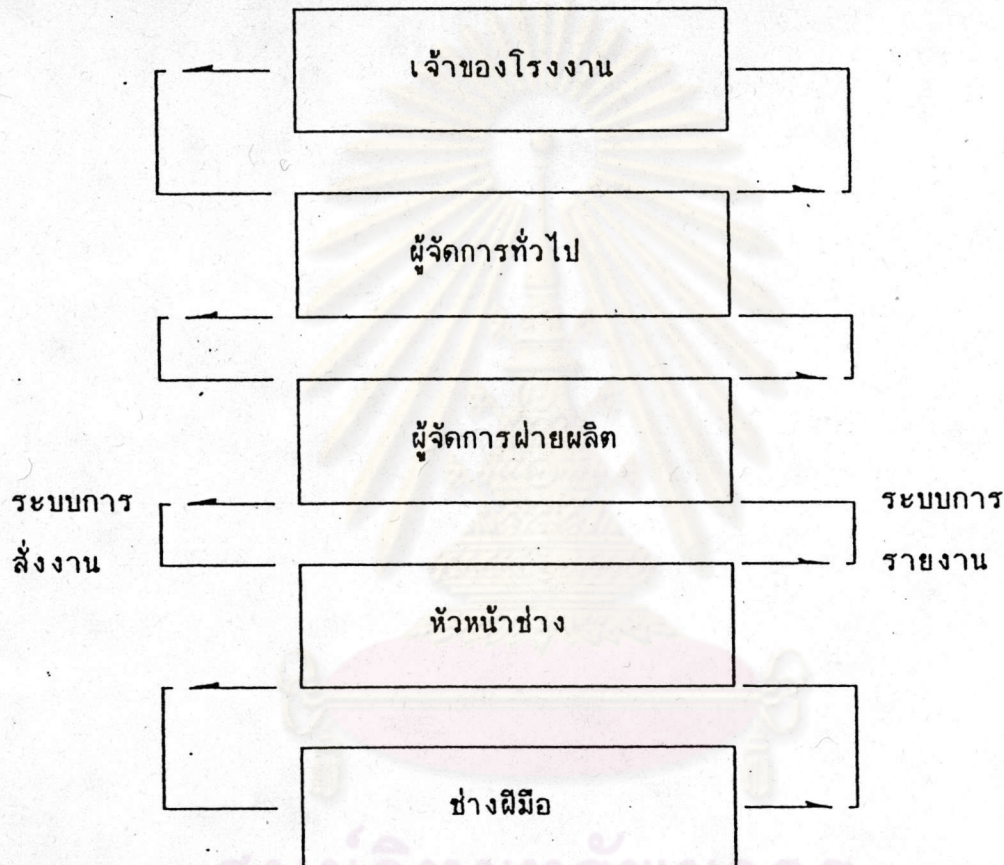 เจ้าของโรงงาน
ผู้จัดการทั่วไป
ผู้จัดการฝ่ายผลิต
ระบบการ
สั่งงาน
ระบบการ
รายงาน
หัวหน้าช่าง
ช่างฝีมือ